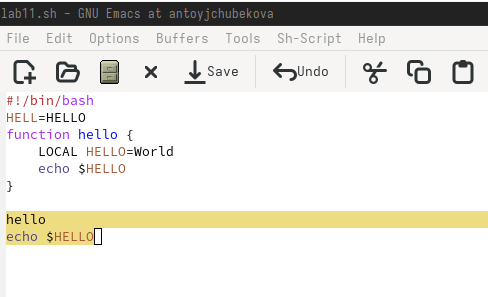 lab11.sh - GNU Emacs at antoyjchubekova
File Edit Options Buffers Tools Sh-Script Help
Save Undo
#!/bin/bash
HELL=HELLO
function hello {
    LOCAL HELLO=World
    echo $HELLO
}
hello
echo $HELLO